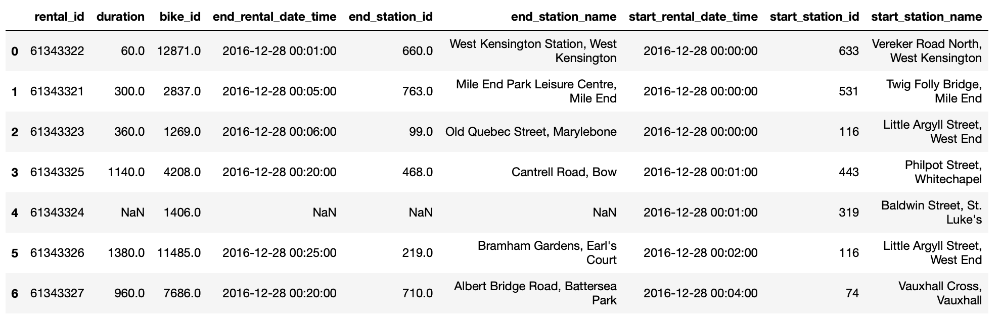 rental_id duration bike_id end_rental_date_time end_station_id end_station_name start_rental_date_time start_station_id start_station_name
0 61343322 60.0 12871.0 2016-12-28 00:01:00 660.0 West Kensington Station, West Kensington 2016-12-28 00:00:00 633 Vereker Road North, West Kensington
1 61343321 300.0 2837.0 2016-12-28 00:05:00 763.0 Mile End Park Leisure Centre, Mile End 2016-12-28 00:00:00 531 Twig Folly Bridge, Mile End
2 61343323 360.0 1269.0 2016-12-28 00:06:00 99.0 Old Quebec Street, Marylebone 2016-12-28 00:00:00 116 Little Argyll Street, West End
3 61343325 1140.0 4208.0 2016-12-28 00:20:00 468.0 Cantrell Road, Bow 2016-12-28 00:01:00 443 Philpot Street, Whitechapel
4 61343324 NaN 1406.0 NaN NaN NaN 2016-12-28 00:01:00 319 Baldwin Street, St. Luke's
5 61343326 1380.0 11485.0 2016-12-28 00:25:00 219.0 Bramham Gardens, Earl's Court 2016-12-28 00:02:00 116 Little Argyll Street, West End
6 61343327 960.0 7686.0 2016-12-28 00:20:00 710.0 Albert Bridge Road, Battersea Park 2016-12-28 00:04:00 74 Vauxhall Cross, Vauxhall